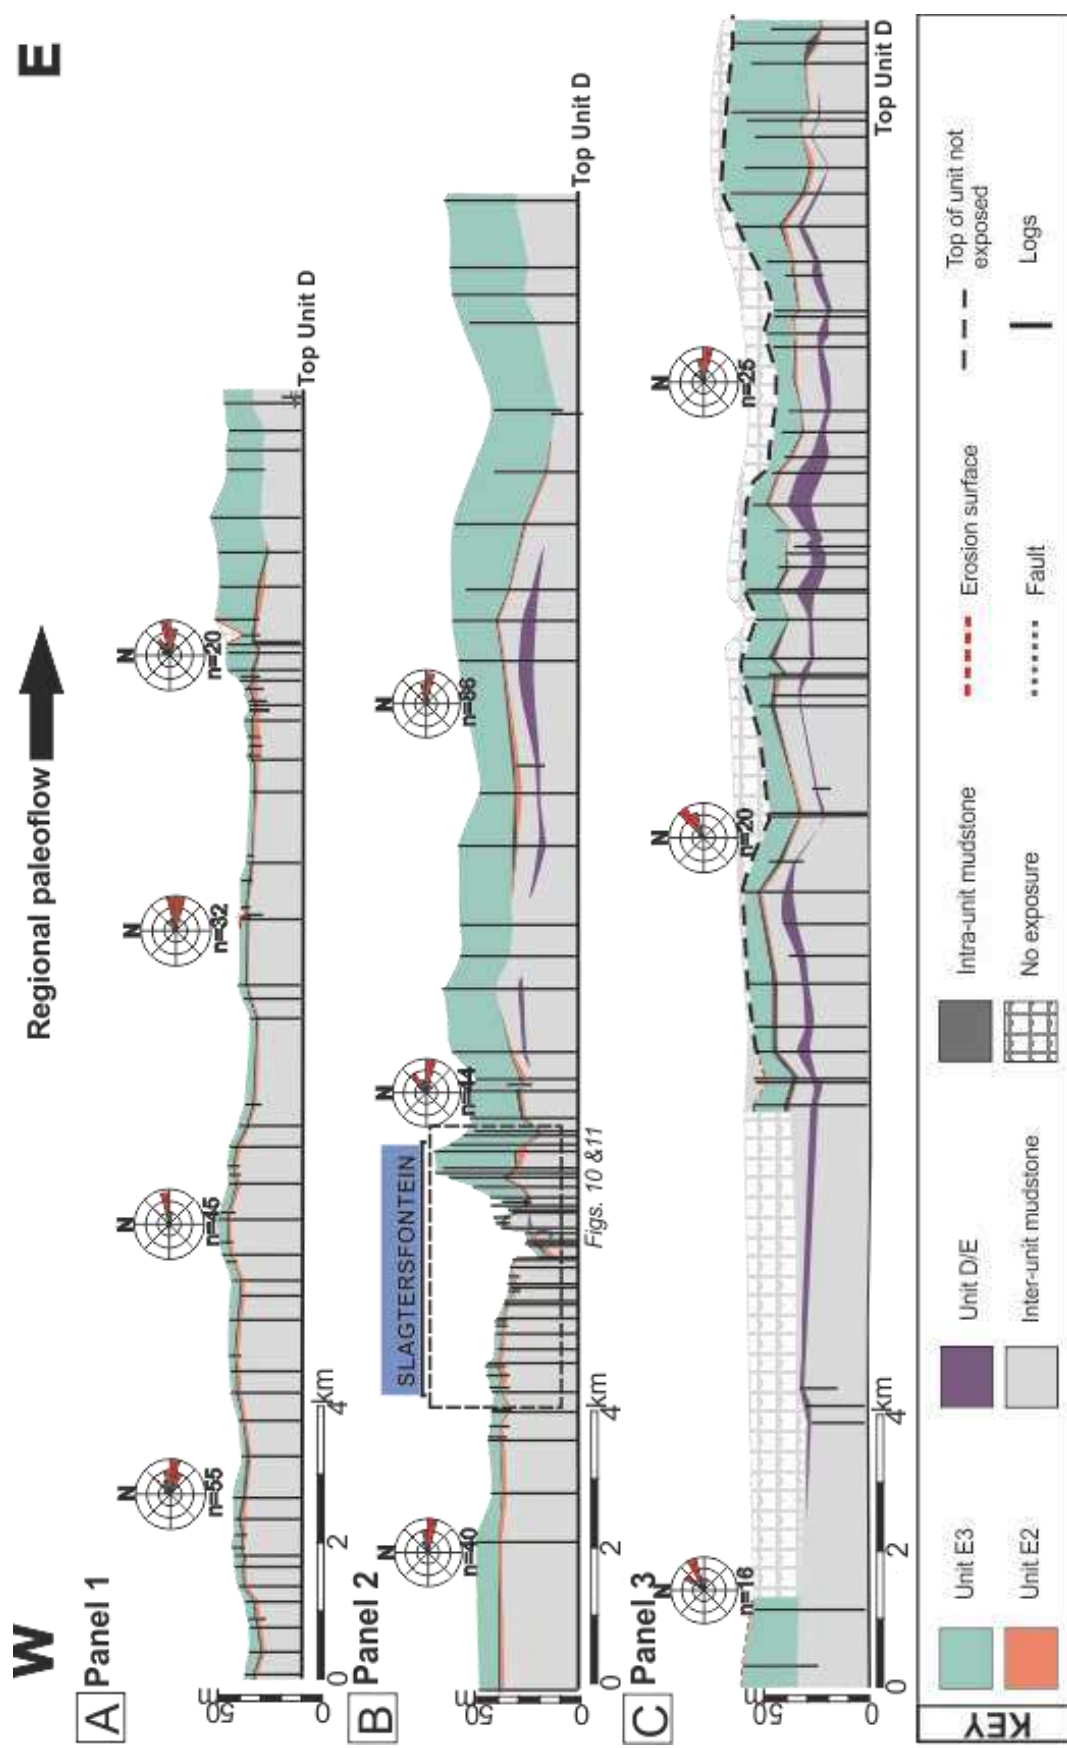 W
Regional paleoflow
E
A
Panel 1
m
50
0
2
4
km
N
n=55
N
n=45
N
n=32
N
n=20
Top Unit D
B
Panel 2
m
50
0
0
2
4
km
N
n=40
SLAGTERSFONTEIN
Figs. 10 &11
N
n=44
N
n=86
Top Unit D
C
Panel 3
m
50
0
2
4
km
N
n=16
N
n=20
N
n=25
Top Unit D
KEY
Unit E3
Unit D/E
Intra-unit mudstone
Erosion surface
Top of unit not
exposed
Unit E2
Inter-unit mudstone
No exposure
Fault
Logs